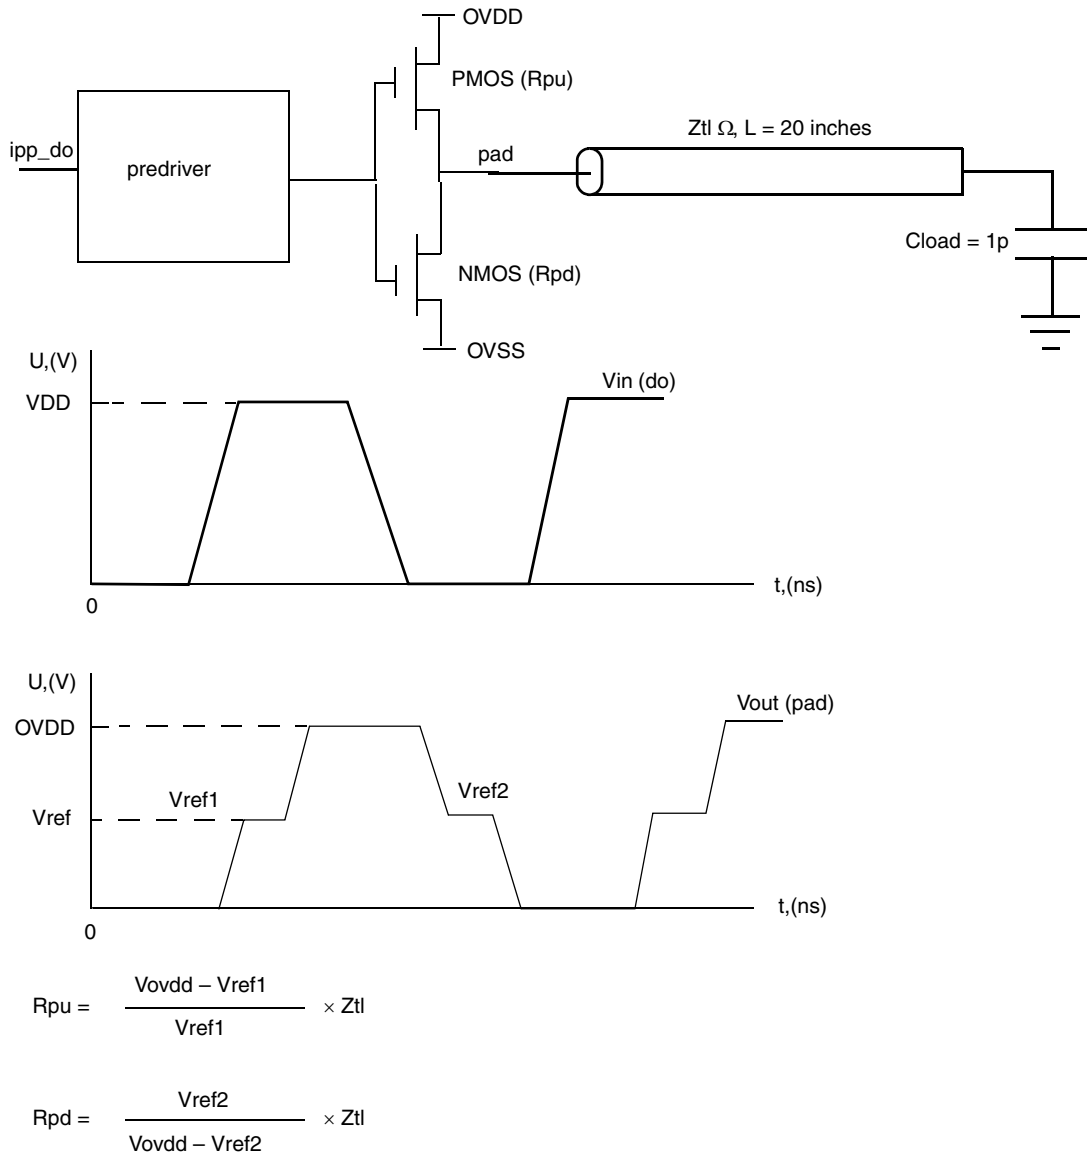 OVDD
PMOS (Rpu)
Ztl Ω, L = 20 inches
ipp_do
predriver
pad
Cload = 1p
NMOS (Rpd)
OVSS
U,(V)
VDD
Vin (do)
t,(ns)
0
U,(V)
OVDD
Vout (pad)
Vref1
Vref2
Vref
t,(ns)
0
Rpu = Vovdd – Vref1 × Ztl
Vref1
Rpd = Vref2 × Ztl
Vovdd – Vref2